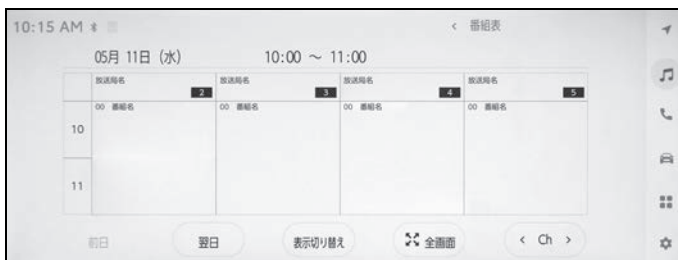 10:15 AM
< 番組表
05月 11日 (水) 10:00 ～ 11:00
放送局名 2 放送局名 3 放送局名 4 放送局名 5
00 番組名 00 番組名 00 番組名 00 番組名
10
11
前日 翌日 表示切り替え 全画面 < Ch >